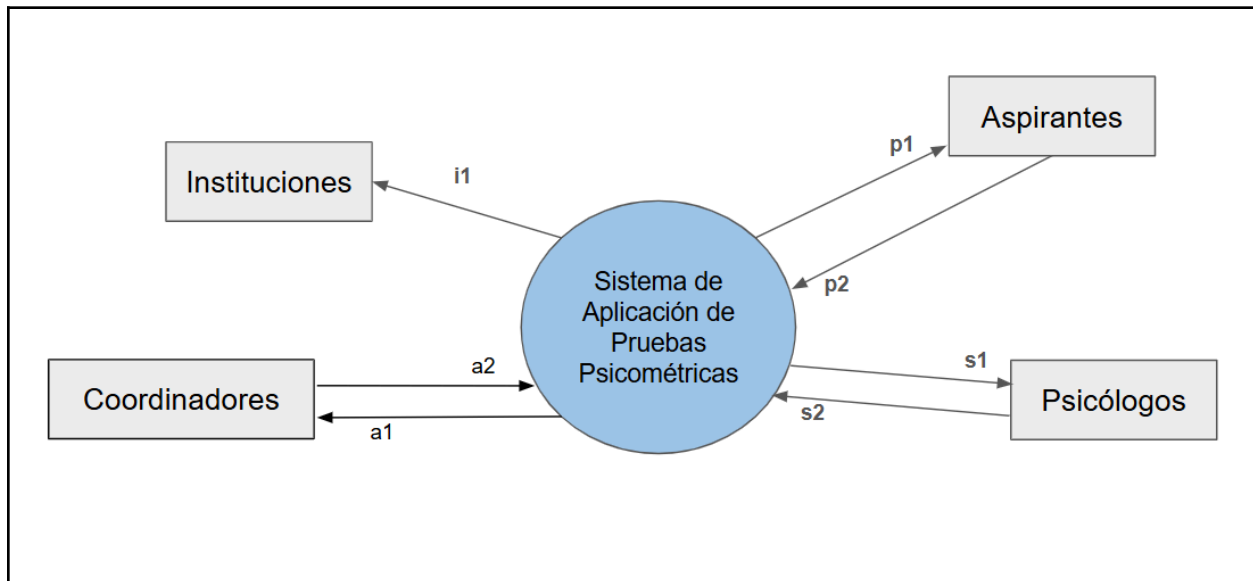 Aspirantes
p1
Instituciones
i1
Sistema de
Aplicación de
Pruebas
Psicométricas
p2
a2
s1
Coordinadores
Psicólogos
s2
a1